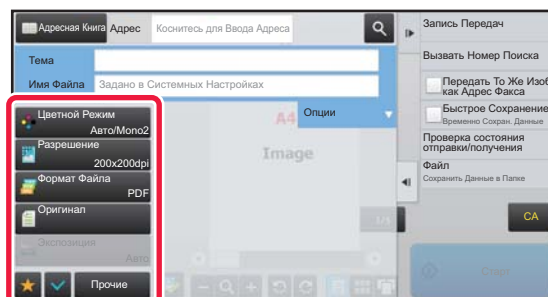 Адресная Книга Адрес Коснитесь для Ввода Адреса
Тема
Имя Файла Задано в Системных Настройках
Цветной Режим
Авто/Mono2
Разрешение
200x200dpi
Формат Файла
PDF
Оригинал
Экспозиция
Авто
Прочие
Опции
A4
Image
1/1
Запись Передач
Вызвать Номер Поиска
Передать То Же Изоб
как Адрес Факса
Быстрое Сохранение
Временно Сохран. Данные
Проверка состояния
отправки/получения
Файл
Сохранить Данные в Папке
CA
Старт